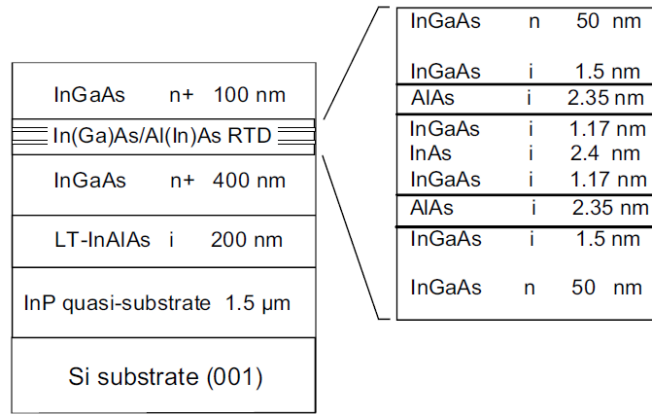 InGaAs n+ 100 nm
In(Ga)As/Al(In)As RTD
InGaAs n+ 400 nm
LT-InAlAs i 200 nm
InP quasi-substrate 1.5 µm
Si substrate (001)
InGaAs n 50 nm
InGaAs i 1.5 nm
AlAs i 2.35 nm
InGaAs i 1.17 nm
InAs i 2.4 nm
InGaAs i 1.17 nm
AlAs i 2.35 nm
InGaAs i 1.5 nm
InGaAs n 50 nm